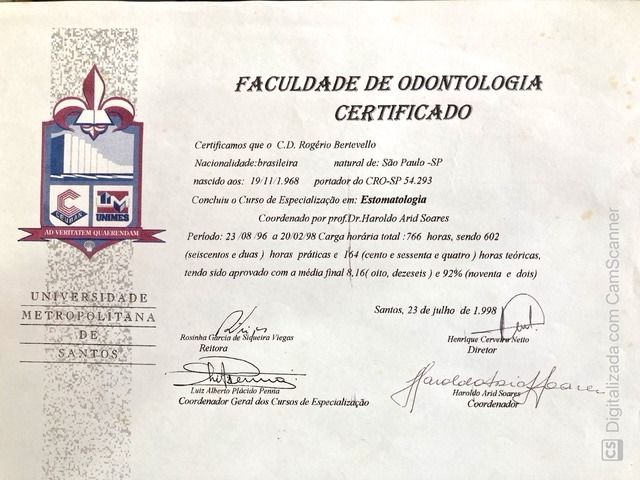 FACULDADE DE ODONTOLOGIA
CERTIFICADO
Certificamos que o C.D. Rogério Bertevello
Nacionalidade:brasileira natural de: São Paulo -SP
nascido aos: 19/11/1.968 portador do CRO-SP 54.293
Concluiu o Curso de Especialização em: Estomatologia
Coordenado por prof.Dr.Haroldo Arid Soares
Período: 23 /08 /96 a 20/02/98 Carga horária total :766 horas, sendo 602
(seiscentos e duas ) horas práticas e 164 (cento e sessenta e quatro ) horas teóricas,
tendo sido aprovado com a média final 8,16( oito, dezeseis ) e 92% (noventa e dois)
Santos, 23 de julho de 1.998
UNIMES
AD VERITATEM QUAERENDAM
UNIVERSIDADE
METROPOLITANA
DE
SANTOS
Rosinha Garcia de Siqueira Viegas
Reitora
Henrique Cerveira Netto
Diretor
Luiz Alberto Plácido Penna
Coordenador Geral dos Cursos de Especialização
Haroldo Arid Soares
Haroldo Arid Soares
Coordenador
CS Digitalizada com CamScanner